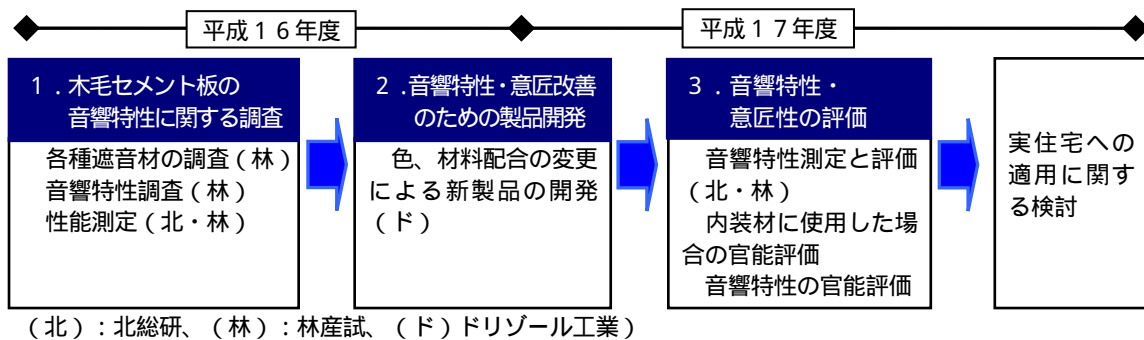 平成１６年度
平成１７年度
１．木毛セメント板の
音響特性に関する調査
各種遮音材の調査（林）
音響特性調査（林）
性能測定（北・林）
２．音響特性・意匠改善
のための製品開発
色、材料配合の変更
による新製品の開発
（ド）
３．音響特性・
意匠性の評価
音響特性測定と評価
（北・林）
内装材に使用した場
合の官能評価
音響特性の官能評価
実住宅への
適用に関す
る検討
（北）：北総研、（林）：林産試、（ド）ドリゾール工業）